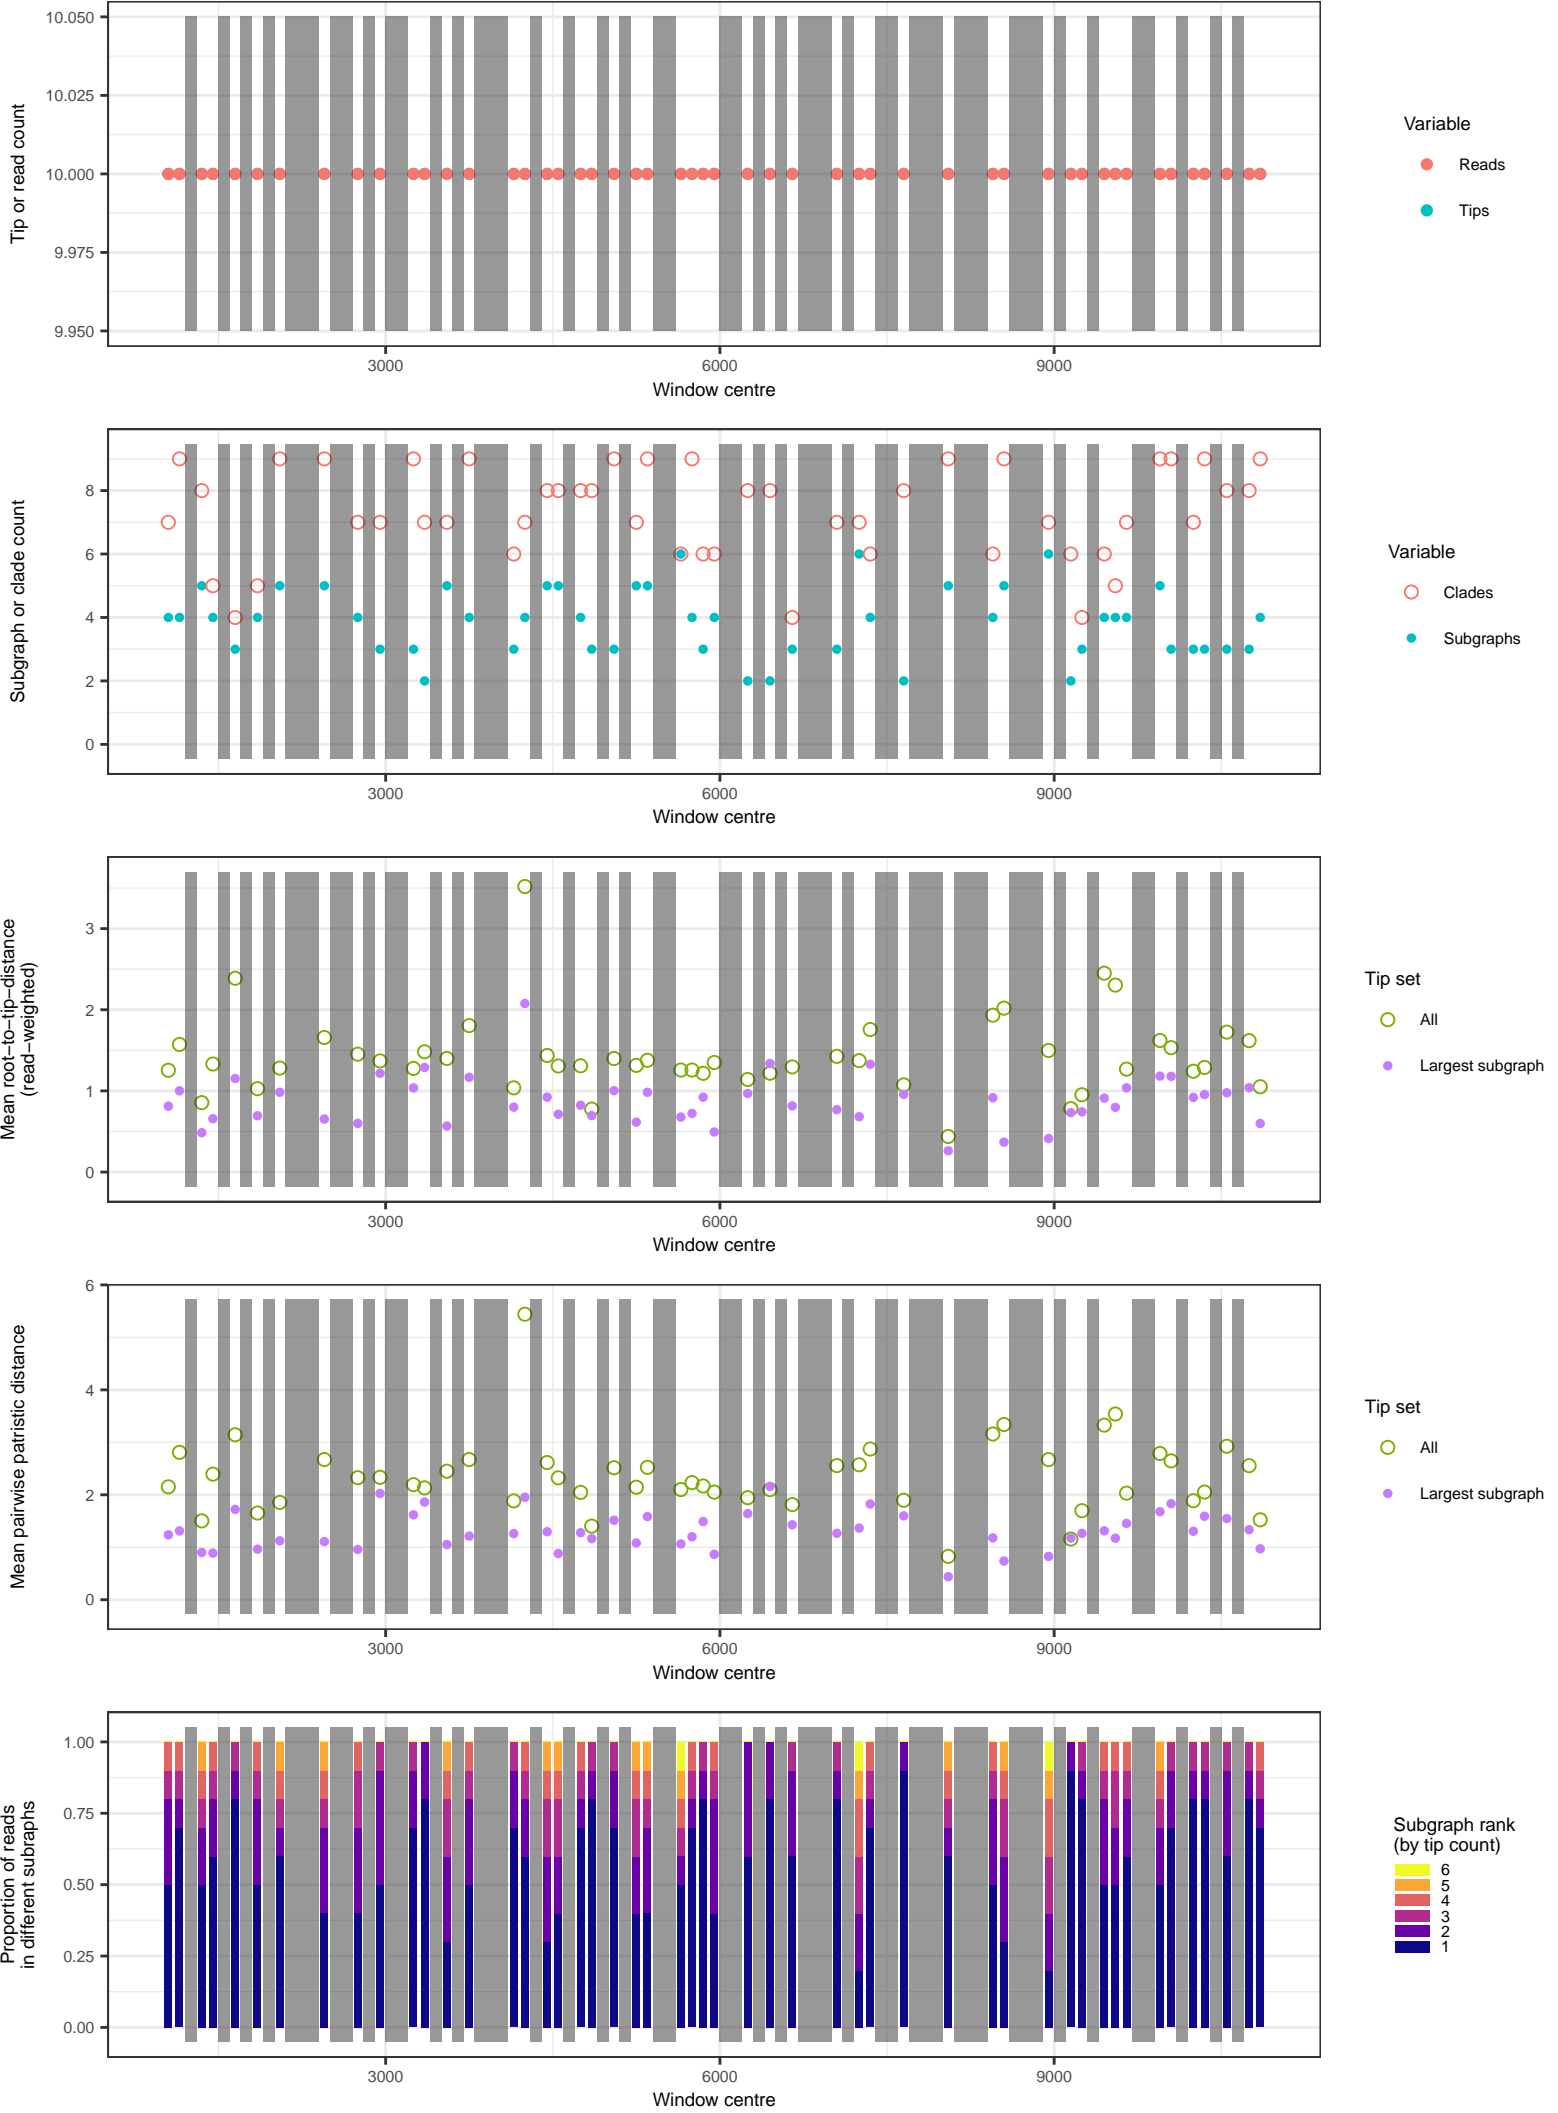 10.050
10.025
10.000
9.975
9.950
Tip or read count
3000 6000 9000
Window centre
Variable
Reads
Tips
8
6
4
2
0
Subgraph or clade count
3000 6000 9000
Window centre
Variable
Clades
Subgraphs
3
2
1
0
Mean root−to−tip−distance
(read−weighted)
3000 6000 9000
Window centre
Tip set
All
Largest subgraph
6
4
2
0
Mean pairwise patristic distance
3000 6000 9000
Window centre
Tip set
All
Largest subgraph
1.00
0.75
0.50
0.25
0.00
Proportion of reads
in different subraphs
3000 6000 9000
Window centre
Subgraph rank
(by tip count)
6
5
4
3
2
1